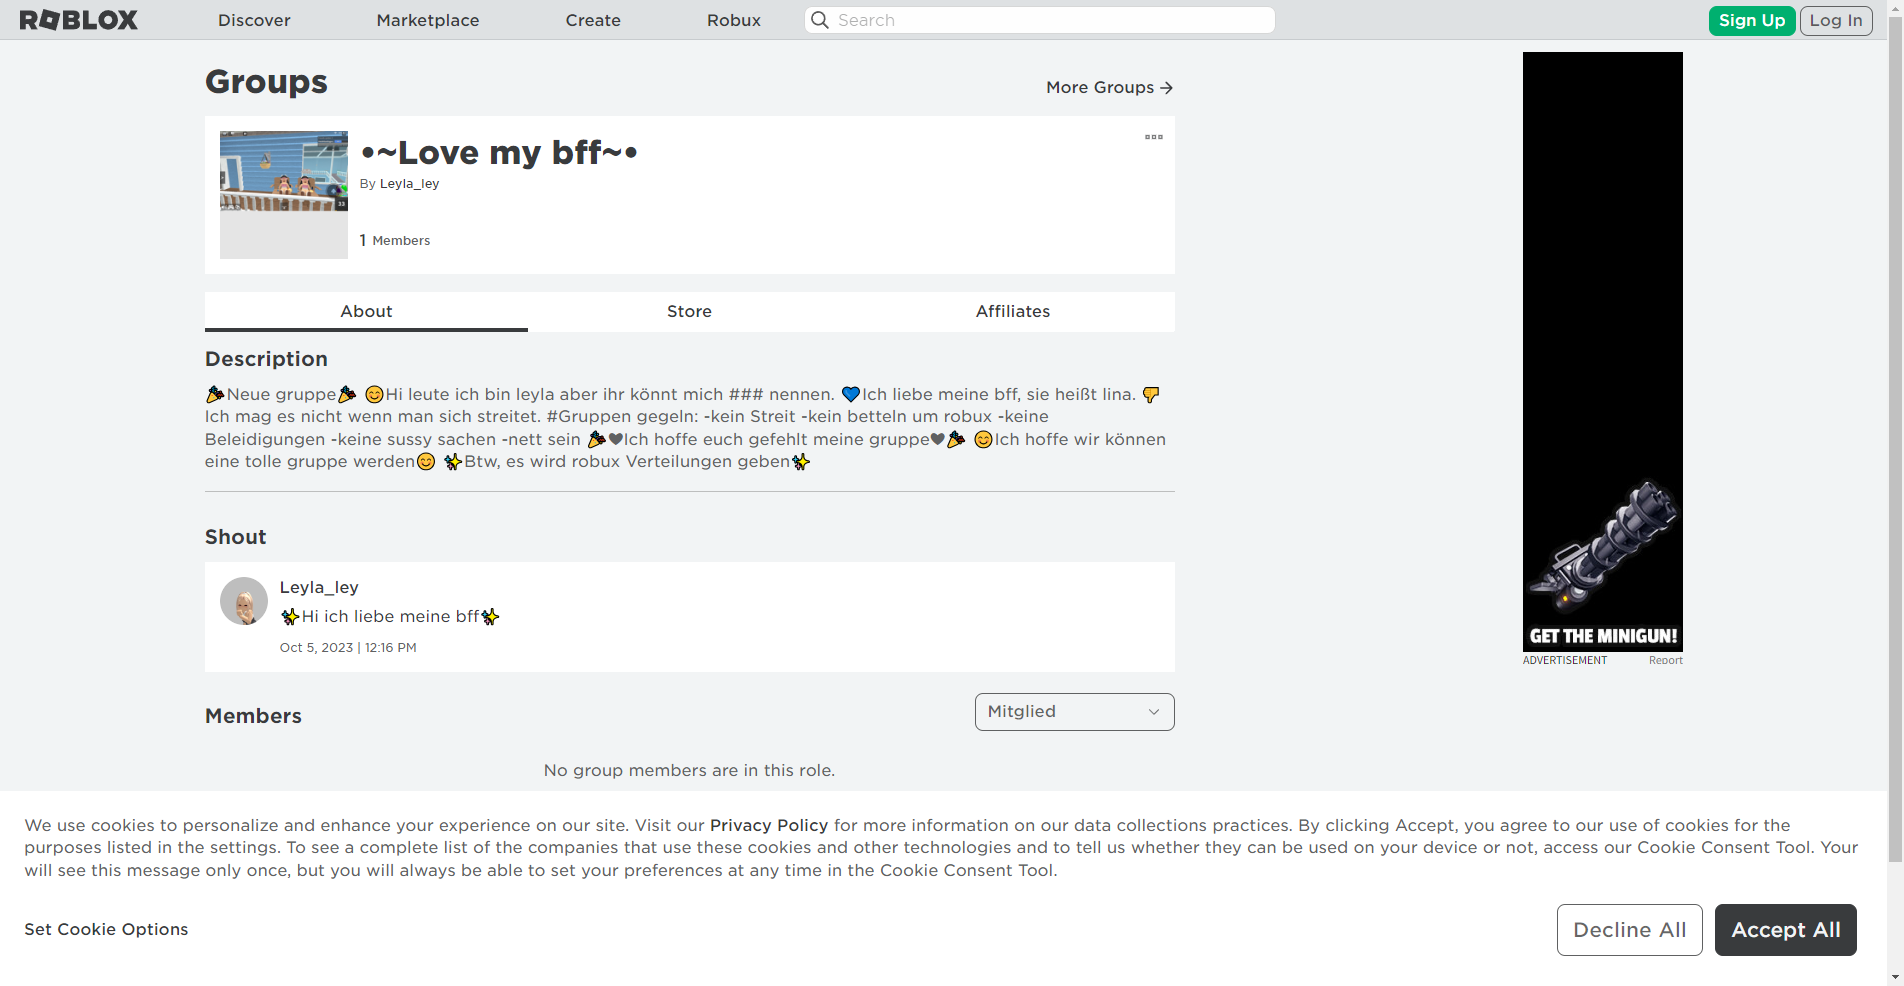 ROBLOX
Discover
Marketplace
Create
Robux
Search
Sign Up
Log In
Groups
More Groups
•~Love my bff~•
By Leyla_ley
33
1 Members
About
Store
Affiliates
Description
🎉Neue gruppe🎉 😊Hi leute ich bin leyla aber ihr könnt mich ### nennen. 💙Ich liebe meine bff, sie heißt lina. 👎
Ich mag es nicht wenn man sich streitet. #Gruppen gegeln: -kein Streit -kein betteln um robux -keine
Beleidigungen -keine sussy sachen -nett sein 🎉🖤Ich hoffe euch gefehlt meine gruppe🖤🎉 😊Ich hoffe wir können
eine tolle gruppe werden😊 ✨Btw, es wird robux Verteilungen geben✨
Shout
Leyla_ley
✨Hi ich liebe meine bff✨
Oct 5, 2023 | 12:16 PM
GET THE MINIGUN!
ADVERTISEMENT
Report
Members
Mitglied
No group members are in this role.
We use cookies to personalize and enhance your experience on our site. Visit our Privacy Policy for more information on our data collections practices. By clicking Accept, you agree to our use of cookies for the
purposes listed in the settings. To see a complete list of the companies that use these cookies and other technologies and to tell us whether they can be used on your device or not, access our Cookie Consent Tool. Your
will see this message only once, but you will always be able to set your preferences at any time in the Cookie Consent Tool.
Set Cookie Options
Decline All
Accept All